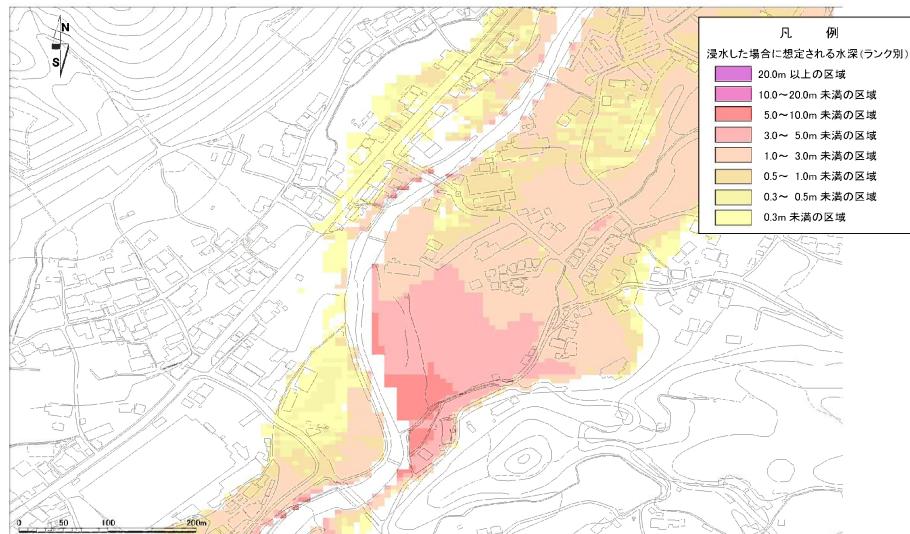 N
S
凡 例
浸水した場合に想定される水深(ランク別)
20.0m 以上の区域
10.0～20.0m 未満の区域
5.0～10.0m 未満の区域
3.0～ 5.0m 未満の区域
1.0～ 3.0m 未満の区域
0.5～ 1.0m 未満の区域
0.3～ 0.5m 未満の区域
0.3m 未満の区域
0 50 100 200m